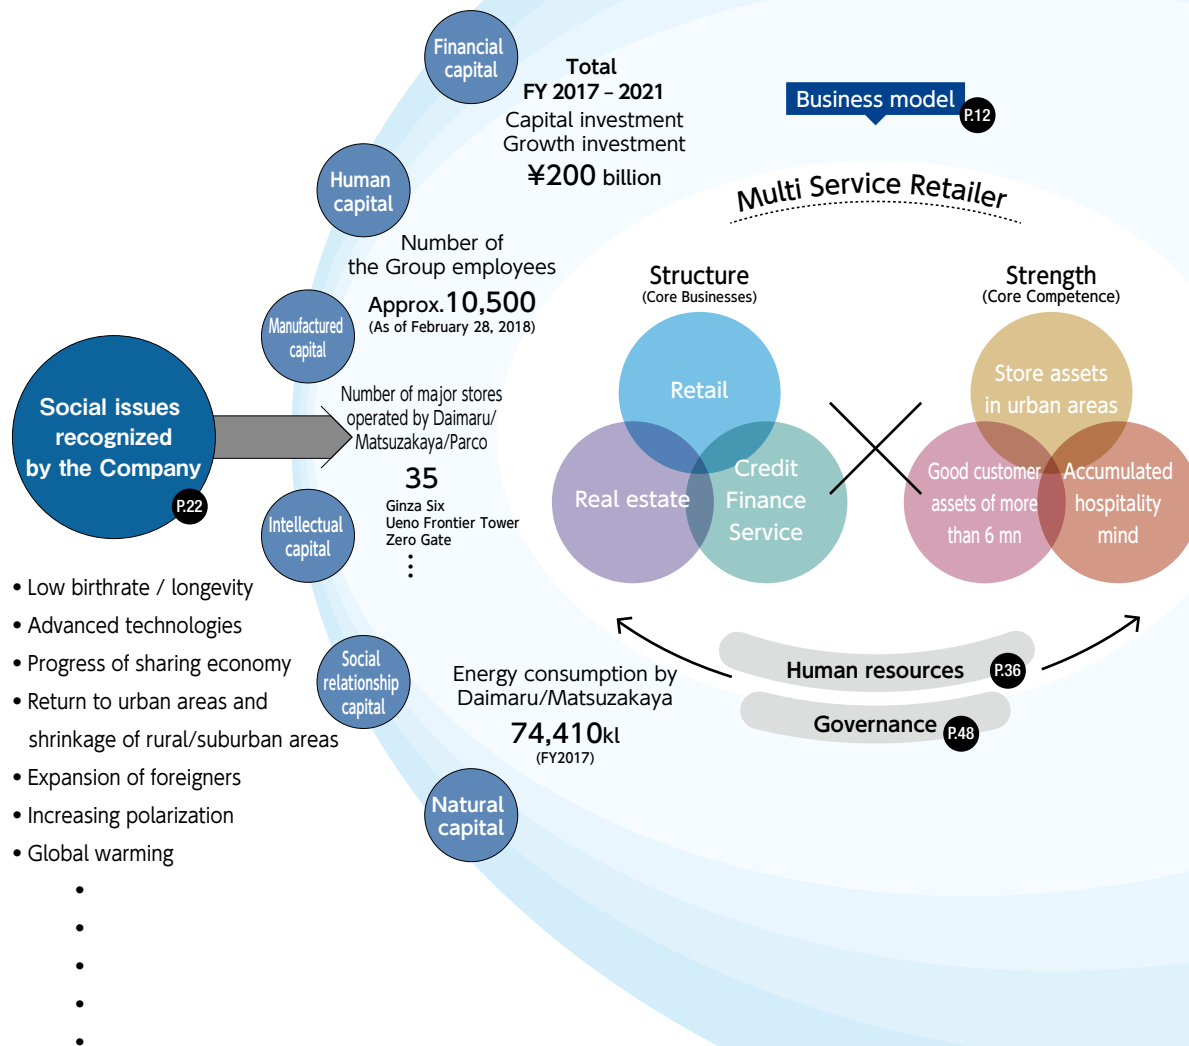 Financial
capital
Total
FY 2017 – 2021
Capital investment
Growth investment
¥200 billion
Human
capital
Number of
the Group employees
Approx.10,500
(As of February 28, 2018)
Manufactured
capital
Number of major stores
operated by Daimaru/
Matsuzakaya/Parco
35
Ginza Six
Ueno Frontier Tower
Zero Gate
Intellectual
capital
Social
relationship
capital
Energy consumption by
Daimaru/Matsuzakaya
74,410kl
(FY2017)
Natural
capital
Social issues
recognized
by the Company
P.22
• Low birthrate / longevity
• Advanced technologies
• Progress of sharing economy
• Return to urban areas and
shrinkage of rural/suburban areas
• Expansion of foreigners
• Increasing polarization
• Global warming
•
•
•
•
•
Business model
P.12
Multi Service Retailer
Structure
(Core Businesses)
Retail
Real estate
Credit
Finance
Service
Strength
(Core Competence)
Store assets
in urban areas
Good customer
assets of more
than 6 mn
Accumulated
hospitality
mind
Human resources
P.36
Governance
P.48